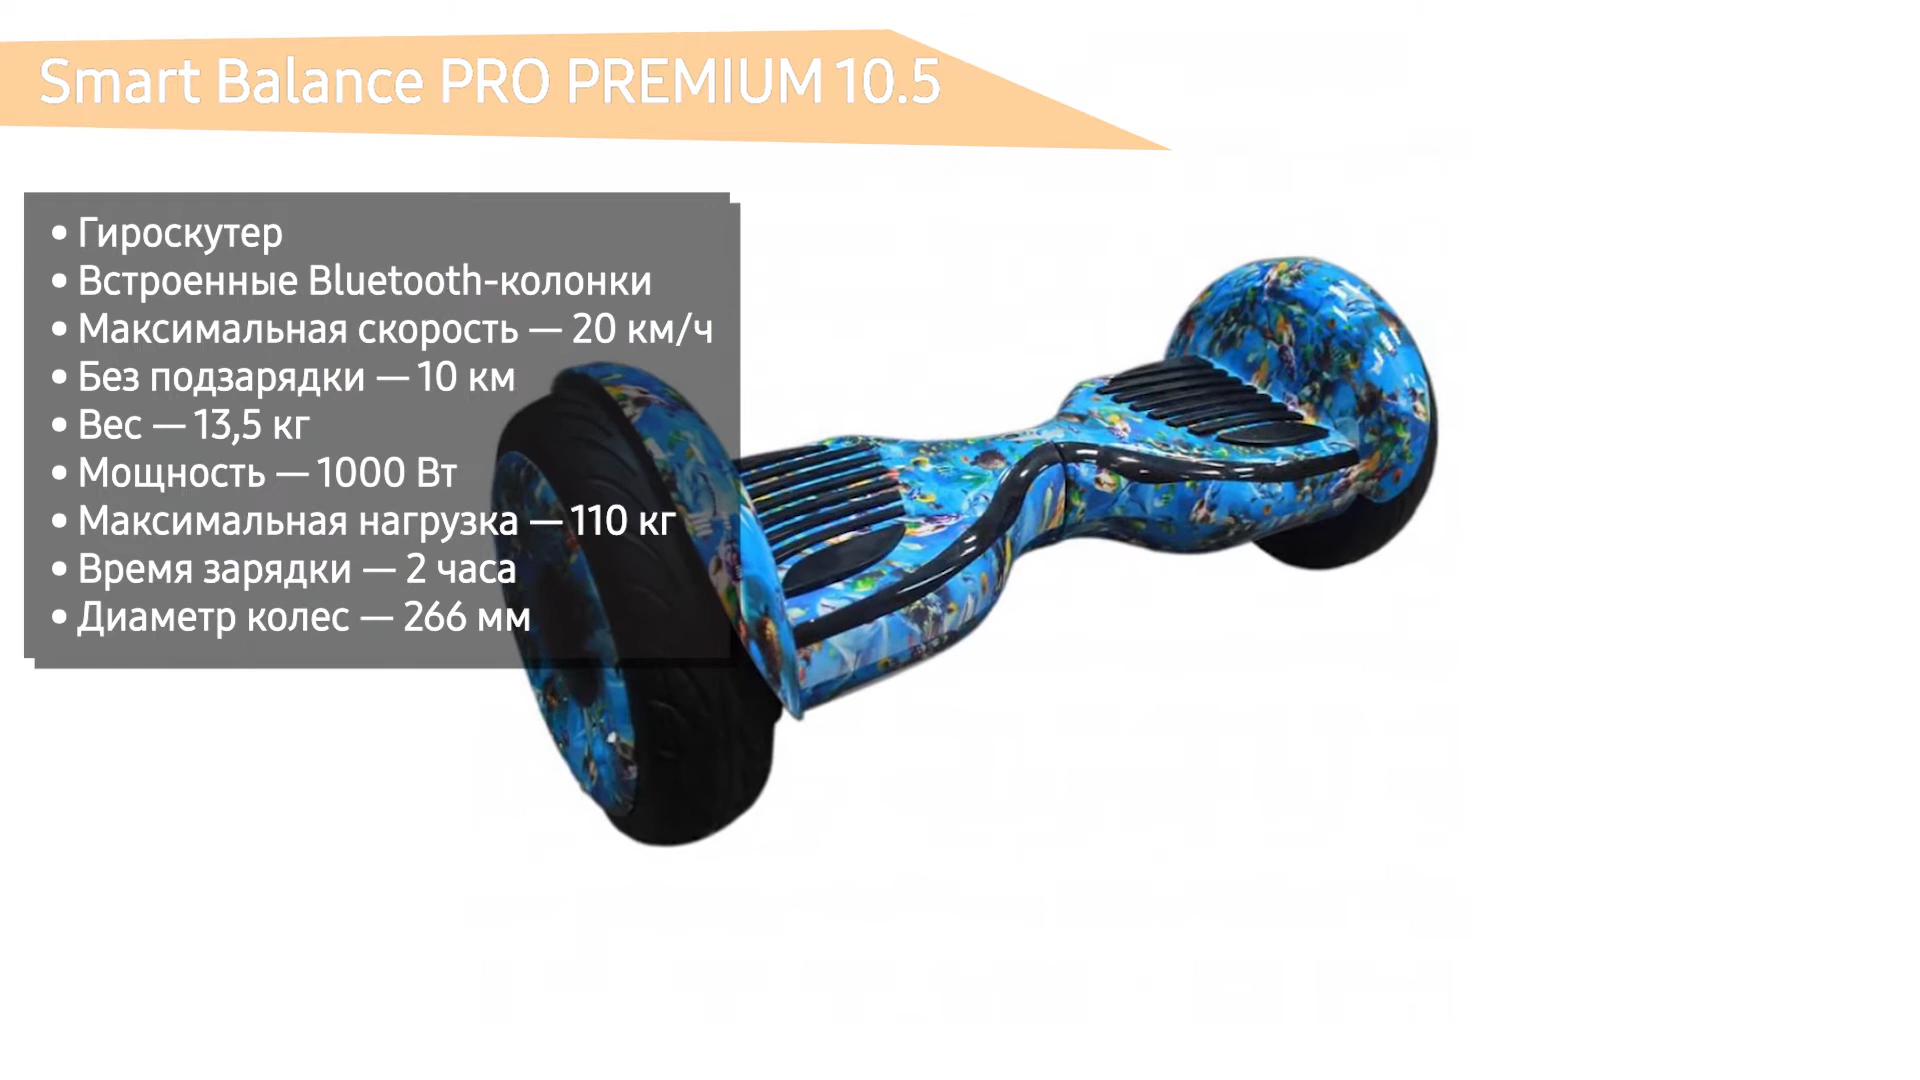 Smart Balance PRO PREMIUM 10.5
• Гироскутер
• Встроенные Bluetooth-колонки
• Максимальная скорость — 20 км/ч
• Без подзарядки — 10 км
• Вес — 13,5 кг
• Мощность — 1000 Вт
• Максимальная нагрузка — 110 кг
• Время зарядки — 2 часа
• Диаметр колес — 266 мм